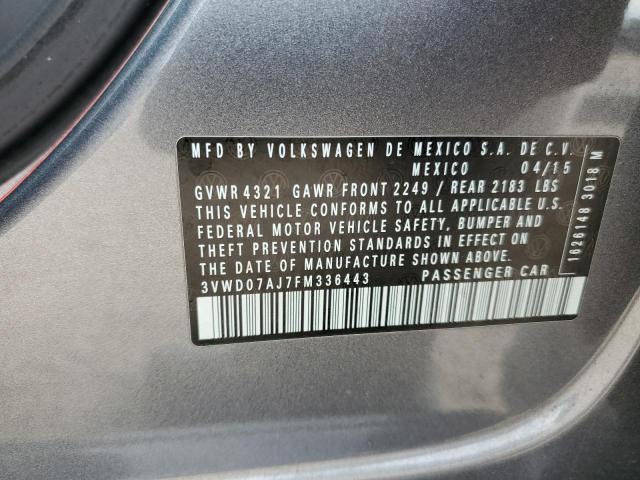 MFD BY VOLKSWAGEN DE MEXICO S.A. DE C.V.
MEXICO 04/15
GVWR 4321 GAWR FRONT 2249 / REAR 2183 LBS
THIS VEHICLE CONFORMS TO ALL APPLICABLE U.S.
FEDERAL MOTOR VEHICLE SAFETY, BUMPER AND
THEFT PREVENTION STANDARDS IN EFFECT ON
THE DATE OF MANUFACTURE SHOWN ABOVE.
3VWD07AJ7FM336443 PASSENGER CAR
1626148 3018 M